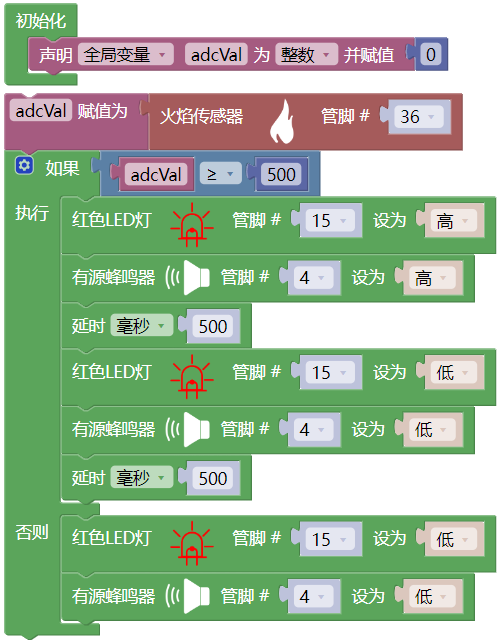 初始化
声明 全局变量 adcVal 为 整数 并赋值 0
adcVal 赋值为 火焰传感器 管脚 # 36
如果 adcVal ≥ 500
执行 红色LED灯 管脚 # 15 设为 高
有源蜂鸣器 管脚 # 4 设为 高
延时 毫秒 500
红色LED灯 管脚 # 15 设为 低
有源蜂鸣器 管脚 # 4 设为 低
延时 毫秒 500
否则 红色LED灯 管脚 # 15 设为 低
有源蜂鸣器 管脚 # 4 设为 低